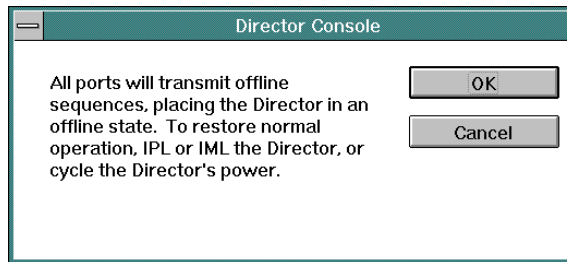 Director Console
All ports will transmit offline
sequences, placing the Director in an
offline state.  To restore normal
operation, IPL or IML the Director, or
cycle the Director's power.
OK
Cancel